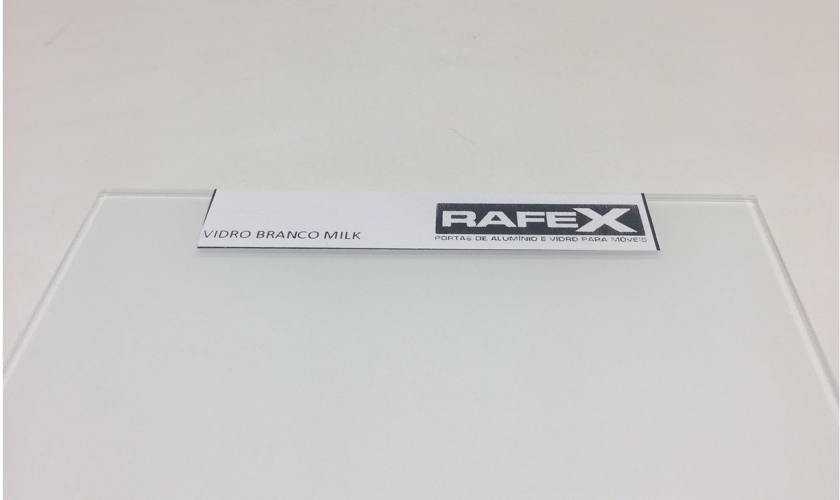 VIDRO BRANCO MILK
RAFEX
PORTAS DE ALUMÍNIO E VIDRO PARA MÓVEIS